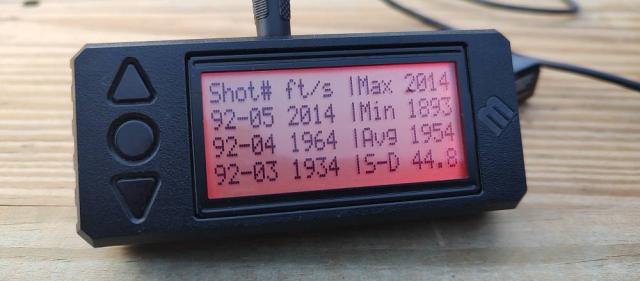 Shot# ft/s |Max 2014
92-05 2014 |Min 1893
92-04 1964 |Avg 1954
92-03 1934 |S-D 44.8